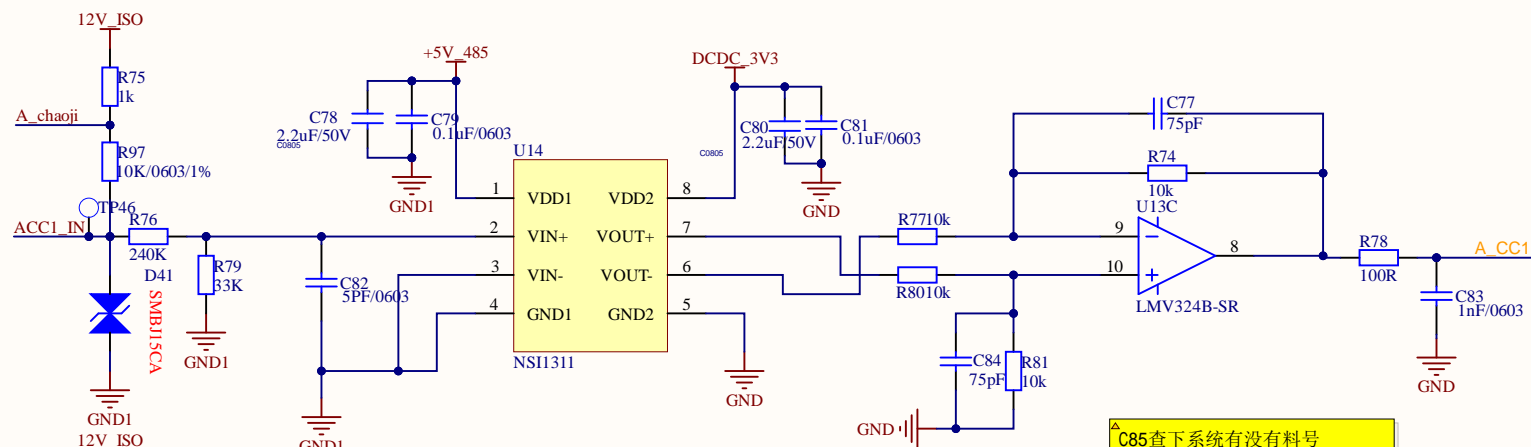 12V_ISO
R75
1k
A_chaoji
R97
10K/0603/1%
TP46
ACC1_IN
R76
240K
D41
SMBJ15CA
R79
33K
GND1
GND1
12V_ISO
+5V_485
C78
2.2uF/50V
C0805
C79
0.1uF/0603
GND1
C82
5PF/0603
GND1
U14
1 VDD1 VDD2 8
2 VIN+ VOUT+ 7
3 VIN- VOUT- 6
4 GND1 GND2 5
NSI1311
DCDC_3V3
C80
2.2uF/50V
C0805
C81
0.1uF/0603
GND
GND
R7710k
R8010k
C77
75pF
R74
10k
U13C
9
10
8
LMV324B-SR
C84
75pF
R81
10k
GND
R78
100R
A_CC1
C83
1nF/0603
GND
C85查下系统有没有料号